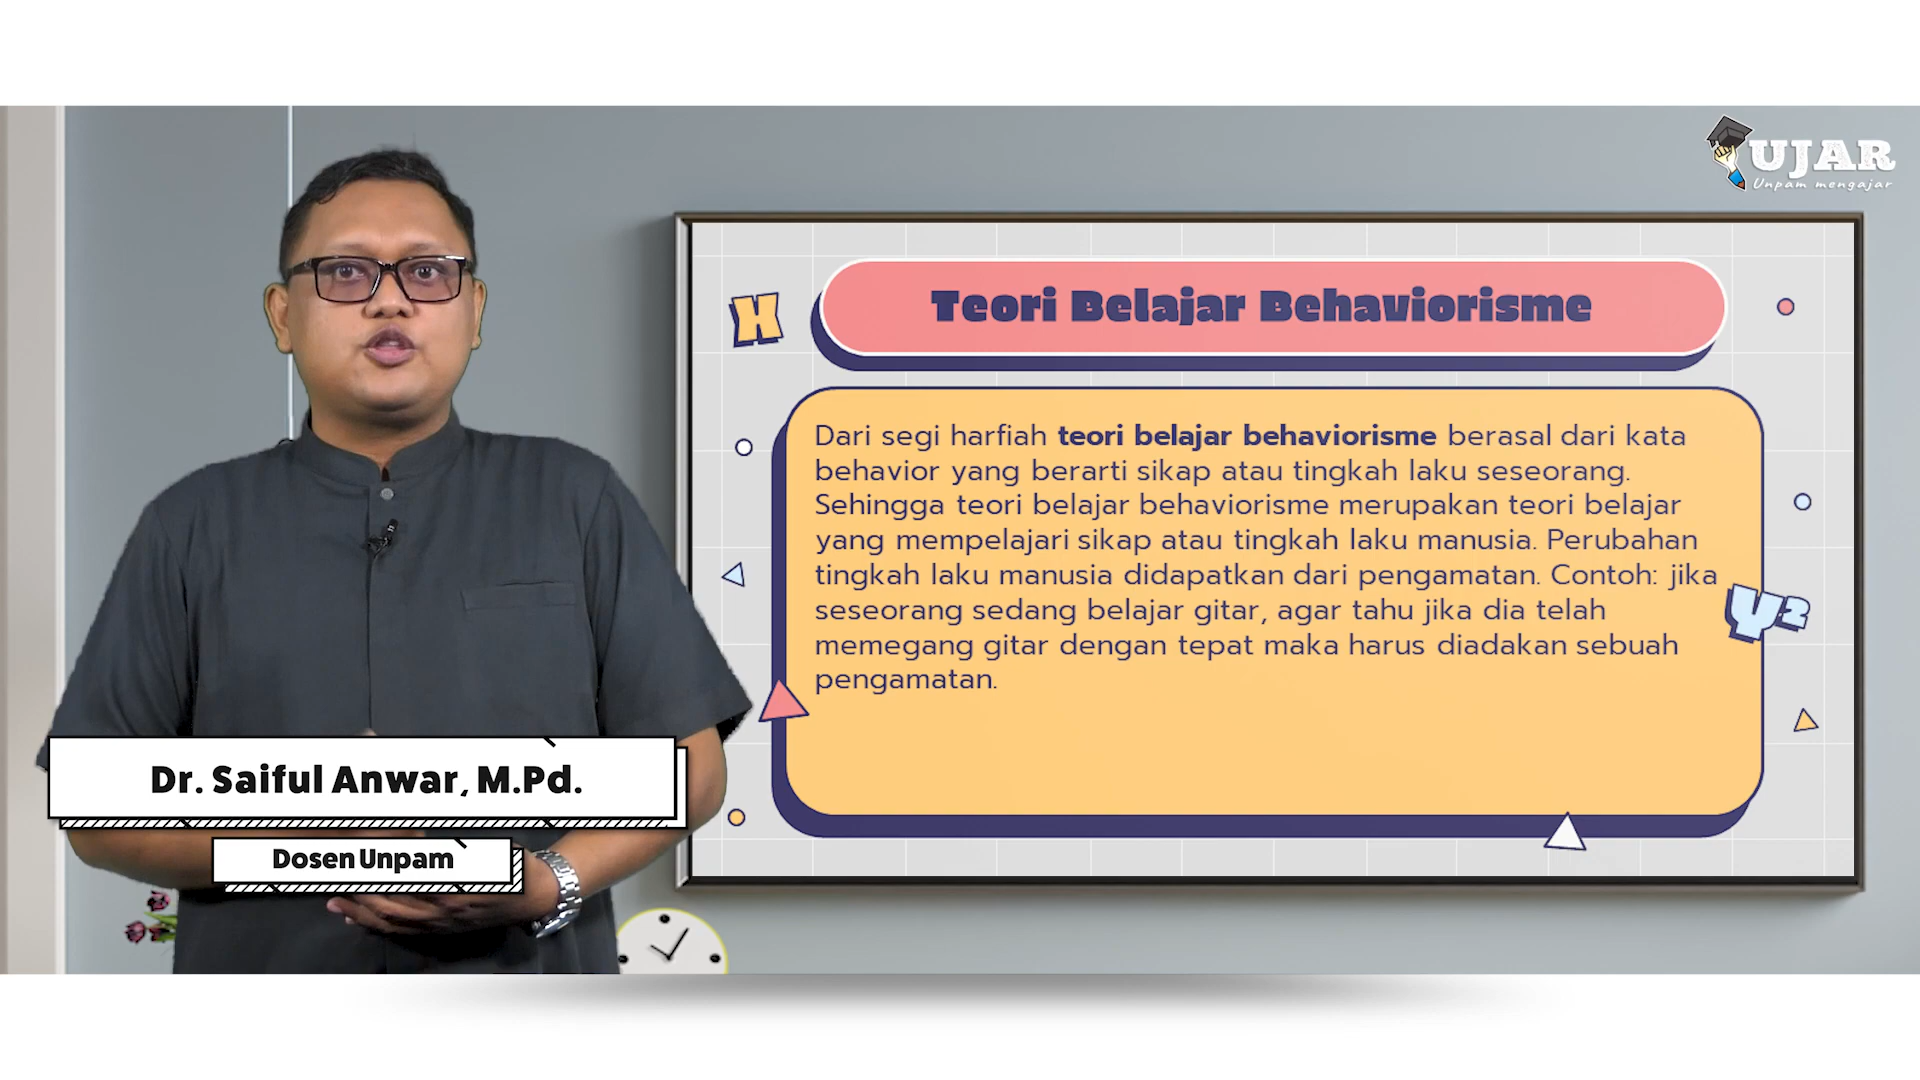 UJAR
Unpam mengajar
Teori Belajar Behaviorisme
H
Dari segi harfiah teori belajar behaviorisme berasal dari kata
behavior yang berarti sikap atau tingkah laku seseorang.
Sehingga teori belajar behaviorisme merupakan teori belajar
yang mempelajari sikap atau tingkah laku manusia. Perubahan
tingkah laku manusia didapatkan dari pengamatan. Contoh: jika
seseorang sedang belajar gitar, agar tahu jika dia telah
memegang gitar dengan tepat maka harus diadakan sebuah
pengamatan.
Y²
Dr. Saiful Anwar, M.Pd.
Dosen Unpam